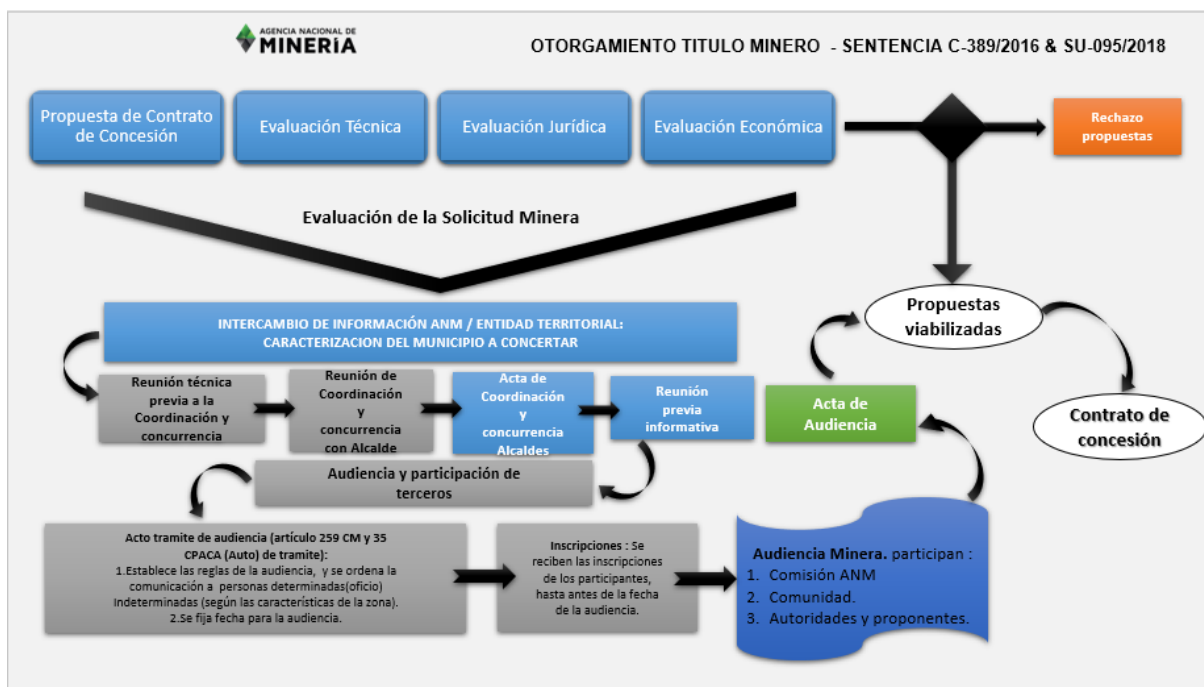 AGENCIA NACIONAL DE
MINERÍA
OTORGAMIENTO TITULO MINERO - SENTENCIA C-389/2016 & SU-095/2018
Propuesta de Contrato
de Concesión
Evaluación Técnica
Evaluación Jurídica
Evaluación Económica
Rechazo
propuestas
Evaluación de la Solicitud Minera
Propuestas
viabilizadas
INTERCAMBIO DE INFORMACIÓN ANM / ENTIDAD TERRITORIAL:
CARACTERIZACION DEL MUNICIPIO A CONCERTAR
Reunión técnica
previa a la
Coordinación y
concurrencia
Reunión de
Coordinación
y
concurrencia
con Alcalde
Acta de
Coordinación
y
concurrencia
Alcaldes
Reunión
previa
informativa
Acta de
Audiencia
Contrato de
concesión
Audiencia y participación de
terceros
Acto tramite de audiencia (artículo 259 CM y 35
CPACA (Auto) de tramite):
1.Establece las reglas de la audiencia, y se ordena la
comunicación a personas determinadas(oficio)
Indeterminadas (según las características de la zona).
2.Se fija fecha para la audiencia.
Inscripciones : Se
reciben las inscripciones
de los participantes,
hasta antes de la fecha
de la audiencia.
Audiencia Minera. participan :
1. Comisión ANM
2. Comunidad.
3. Autoridades y proponentes.